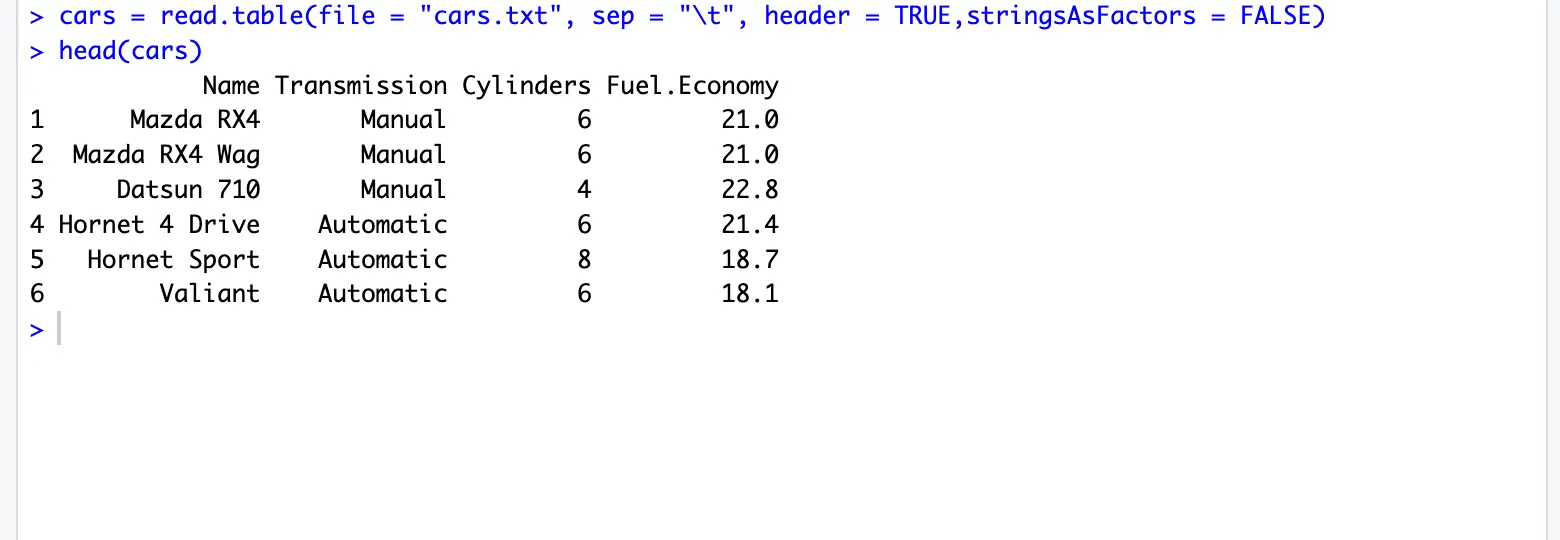 > cars = read.table(file = "cars.txt", sep = "\t", header = TRUE,stringsAsFactors = FALSE)
> head(cars)
Name Transmission Cylinders Fuel.Economy
1 Mazda RX4 Manual 6 21.0
2 Mazda RX4 Wag Manual 6 21.0
3 Datsun 710 Manual 4 22.8
4 Hornet 4 Drive Automatic 6 21.4
5 Hornet Sport Automatic 8 18.7
6 Valiant Automatic 6 18.1
>